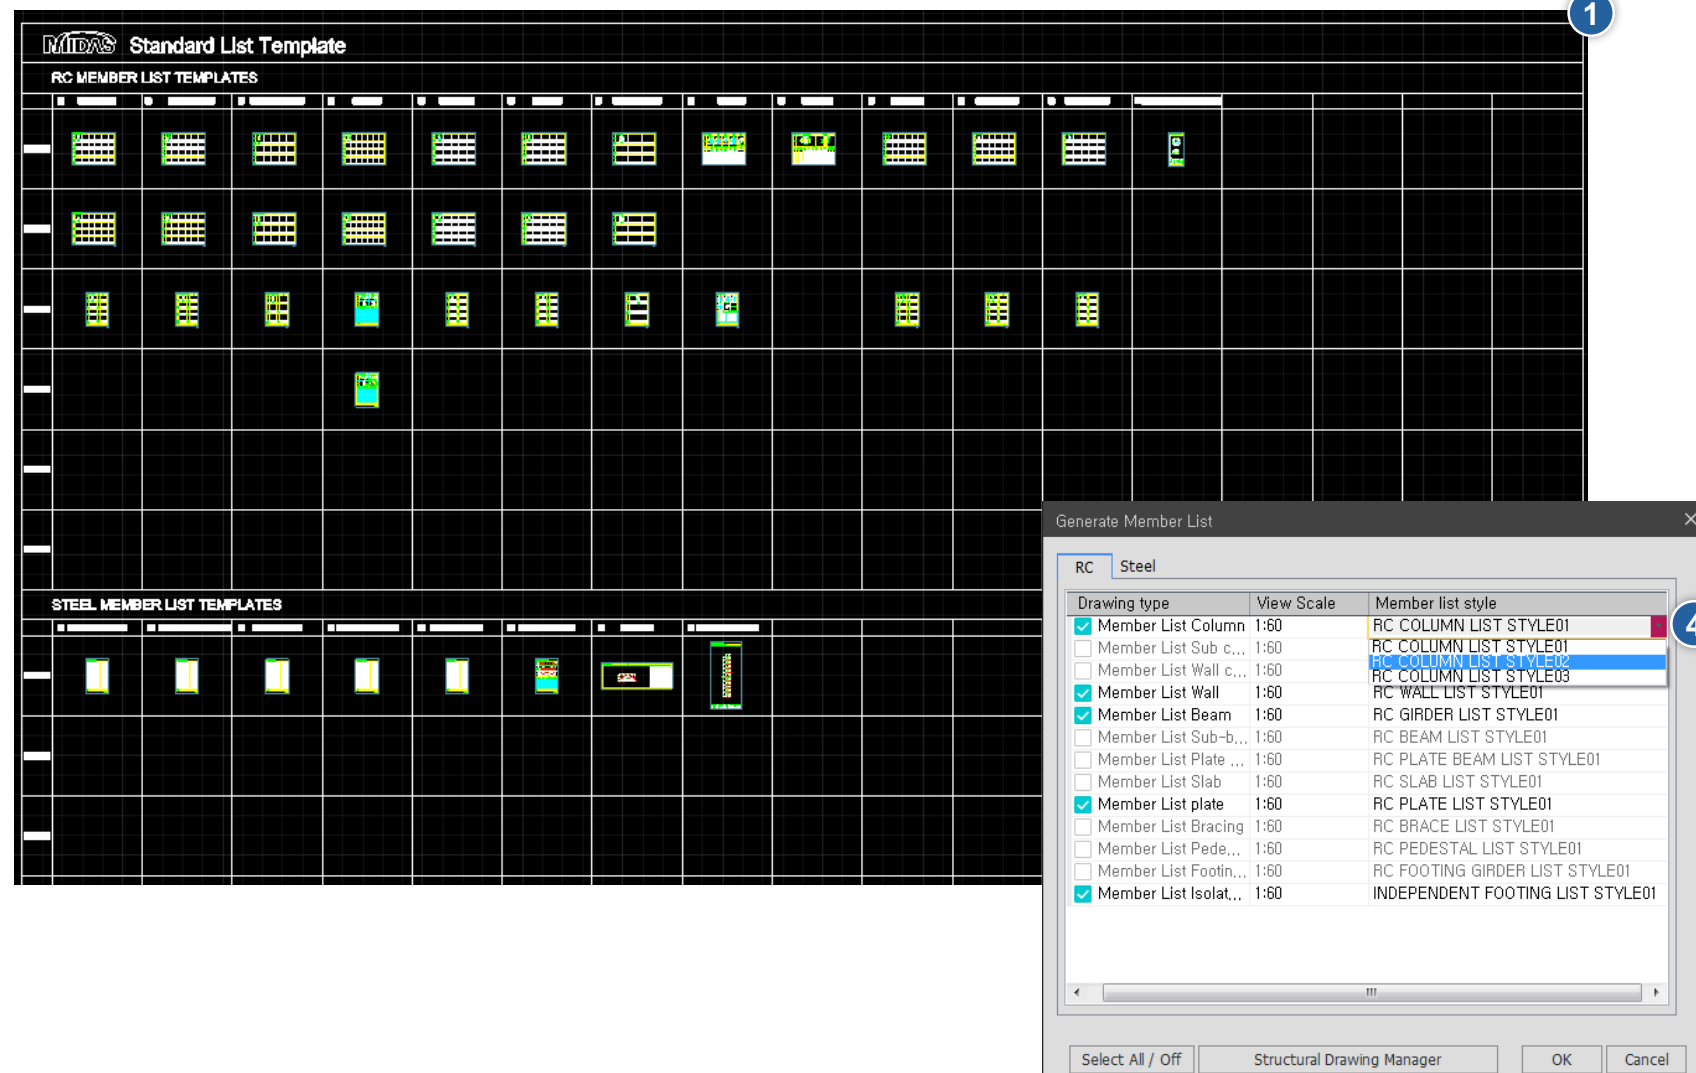 1
MIDAS Standard List Template
RC MEMBER LIST TEMPLATES
STEEL MEMBER LIST TEMPLATES
Generate Member List
RC Steel
Drawing type View Scale Member list style
Member List Column 1:60 RC COLUMN LIST STYLE01
4
Member List Sub c... 1:60 RC COLUMN LIST STYLE01
RC COLUMN LIST STYLE02
Member List Wall c... 1:60 RC COLUMN LIST STYLE03
Member List Wall 1:60 RC WALL LIST STYLE01
Member List Beam 1:60 RC GIRDER LIST STYLE01
Member List Sub-b... 1:60 RC BEAM LIST STYLE01
Member List Plate ... 1:60 RC PLATE BEAM LIST STYLE01
Member List Slab 1:60 RC SLAB LIST STYLE01
Member List plate 1:60 RC PLATE LIST STYLE01
Member List Bracing 1:60 RC BRACE LIST STYLE01
Member List Pede... 1:60 RC PEDESTAL LIST STYLE01
Member List Footin... 1:60 RC FOOTING GIRDER LIST STYLE01
Member List Isolat... 1:60 INDEPENDENT FOOTING LIST STYLE01
Select All / Off Structural Drawing Manager OK Cancel